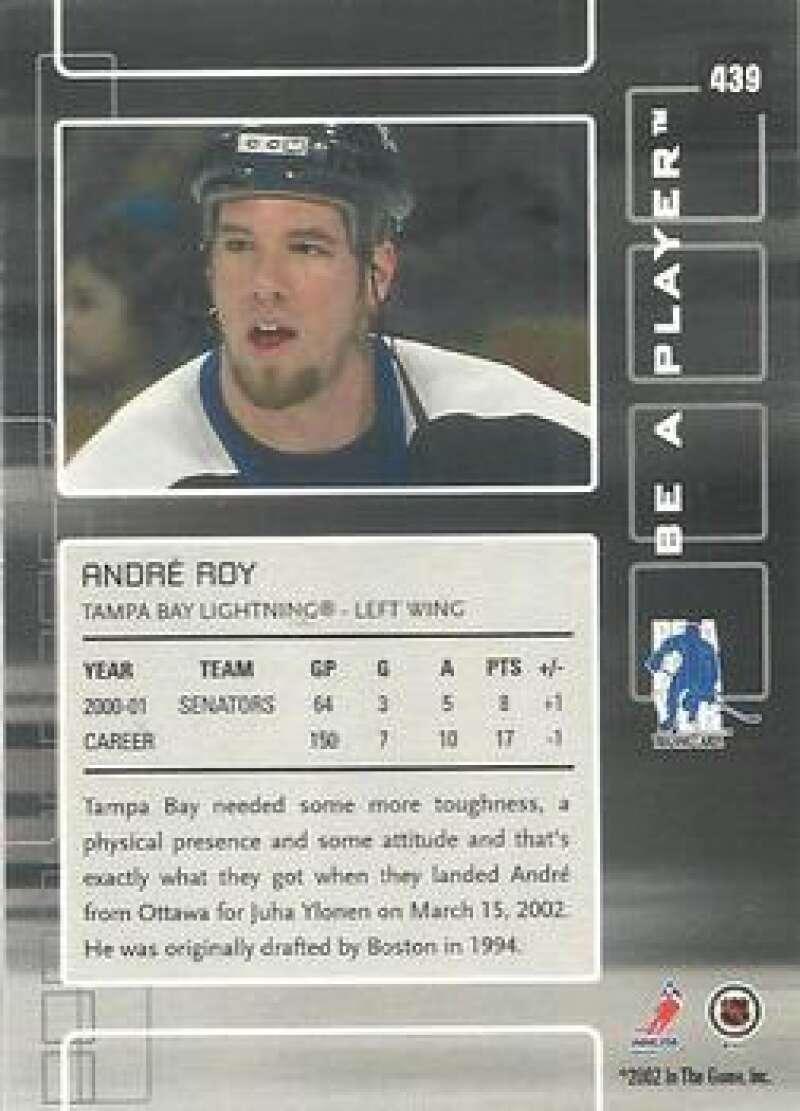 439
BE A PLAYER™
CCM
ANDRÉ ROY
TAMPA BAY LIGHTNING® - LEFT WING
YEAR TEAM GP G A PTS +/-
2000-01 SENATORS 64 3 5 8 +1
CAREER 150 7 10 17 -1
Tampa Bay needed some more toughness, a
physical presence and some attitude and that's
exactly what they got when they landed André
from Ottawa for Juha Ylonen on March 15, 2002.
He was originally drafted by Boston in 1994.
NHLPA
©2002 In The Game, Inc.